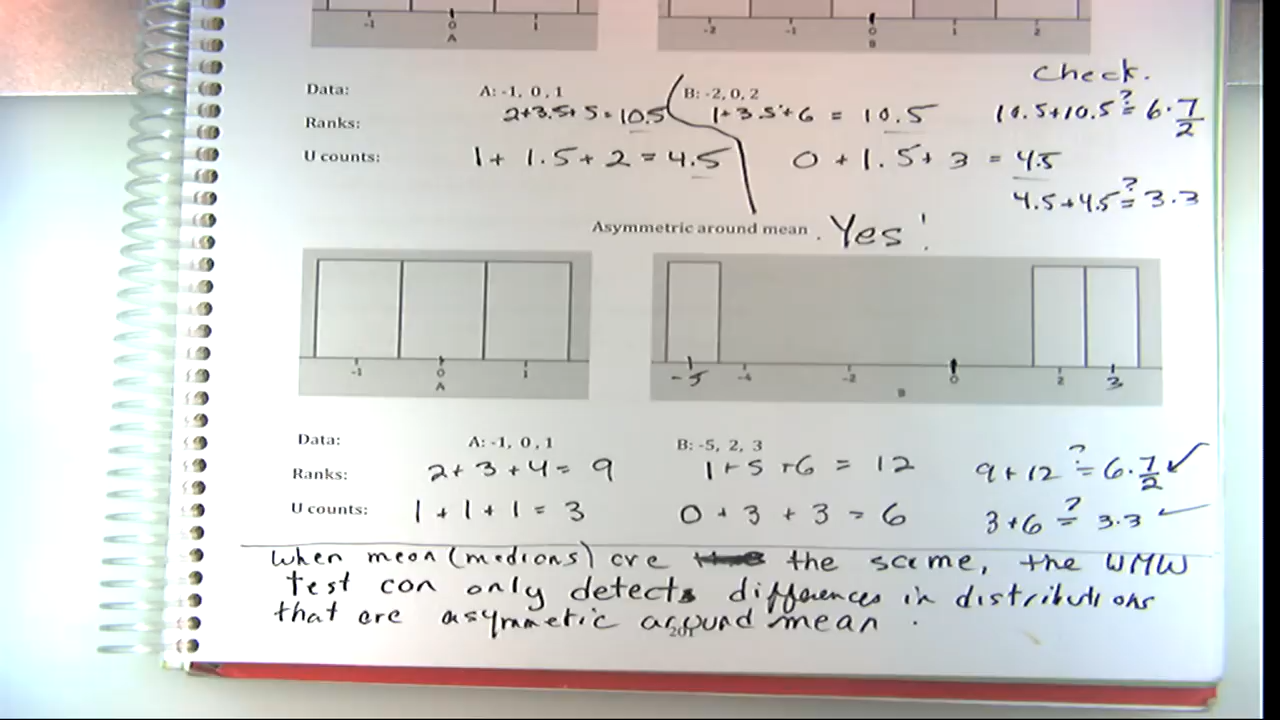 -1 0 1 -2 -1 0 1 2
A B
check.
Data: A: -1, 0, 1 B: -2, 0, 2
Ranks: 2+3.5+5=10.5 1+3.5+6 = 10.5 10.5+10.5 ?= 6·7/2
U counts: 1+ 1.5+2=4.5 0+1.5+3 = 4.5
4.5+4.5 ?= 3.3
Asymmetric around mean . Yes!
-1 0 1 -5 -4 -2 0 2 3
A B
Data: A: -1, 0, 1 B: -5, 2, 3
Ranks: 2+3+4= 9 1+5+6 = 12 9+12 ?= 6·7/2 ✓
U counts: 1+1+1=3 0+3+3=6 3+6 ?= 3.3 ✓
when mean (medians) are the same, the WMW
test can only detect differences in distributions
that are asymmetic around mean .
201